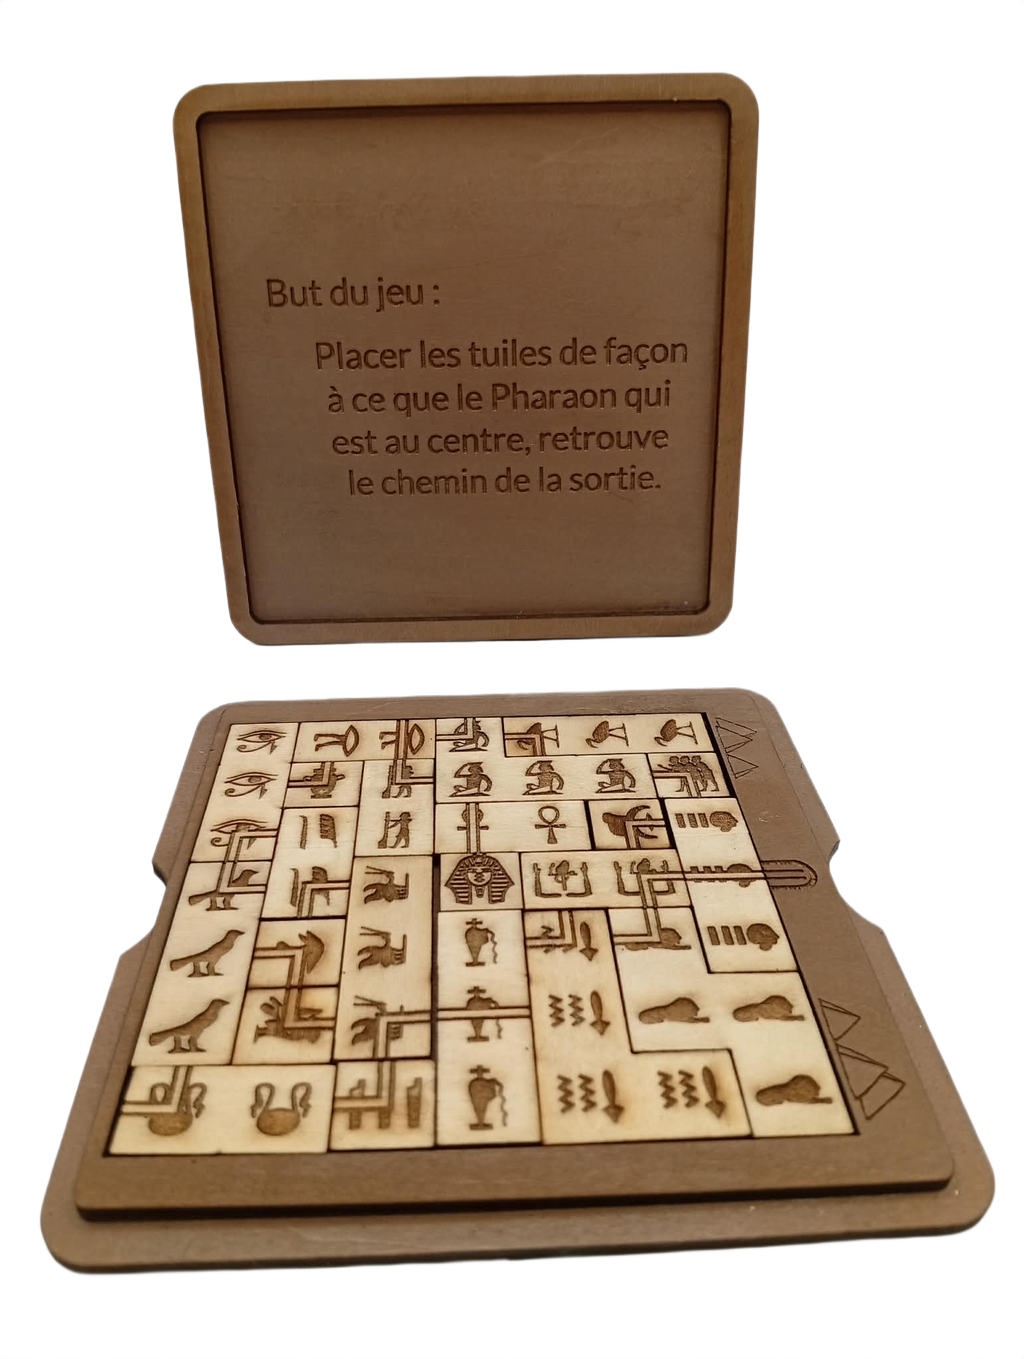 But du jeu :
Placer les tuiles de façon
à ce que le Pharaon qui
est au centre, retrouve
le chemin de la sortie.